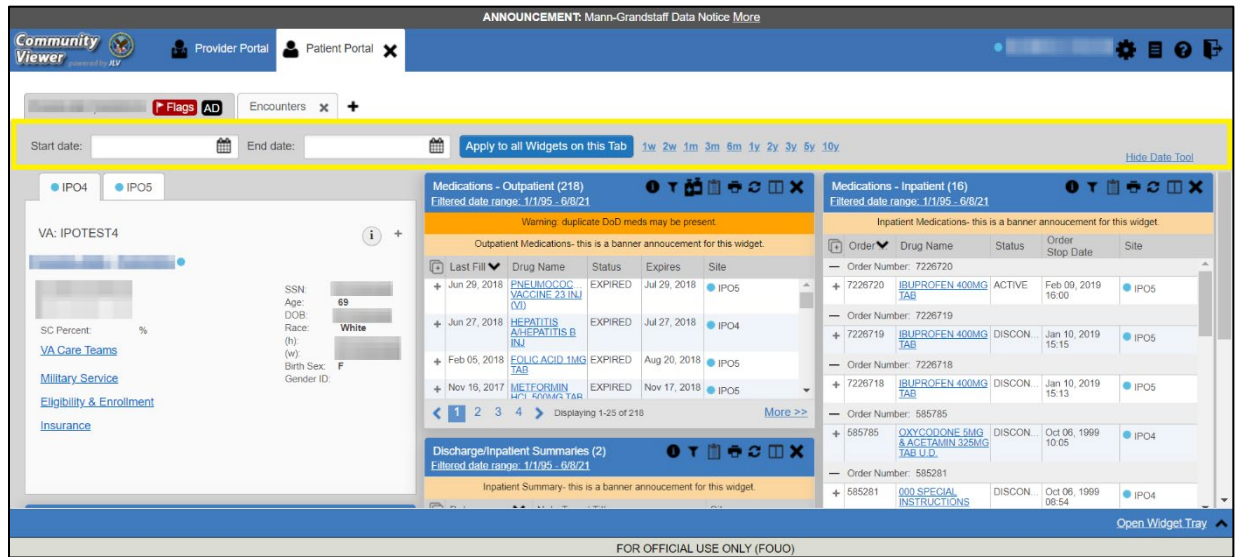 ANNOUNCEMENT: Mann-Grandstaff Data Notice More
Community Viewer powered by JLV
Provider Portal
Patient Portal
Flags AD
Encounters
Start date:
End date:
Apply to all Widgets on this Tab
1w 2w 1m 3m 6m 1y 2y 3y 5y 10y
Hide Date Tool
IPO4
IPO5
VA: IPOTEST4
SSN:
Age: 69
DOB:
Race: White
(h):
(w):
Birth Sex: F
Gender ID:
SC Percent: %
VA Care Teams
Military Service
Eligibility & Enrollment
Insurance
Medications - Outpatient (218)
Filtered date range: 1/1/95 - 6/8/21
Warning: duplicate DoD meds may be present.
Outpatient Medications- this is a banner annoucement for this widget.
Last Fill Drug Name Status Expires Site
Jun 29, 2018 PNEUMOCOC... VACCINE 23 INJ (VI) EXPIRED Jul 29, 2018 IPO5
Jun 27, 2018 HEPATITIS A/HEPATITIS B INJ EXPIRED Jul 27, 2018 IPO4
Feb 05, 2018 FOLIC ACID 1MG TAB EXPIRED Aug 20, 2018 IPO5
Nov 16, 2017 METFORMIN HCL 500MG TAB EXPIRED Nov 17, 2018 IPO5
1 2 3 4 Displaying 1-25 of 218 More >>
Discharge/Inpatient Summaries (2)
Filtered date range: 1/1/95 - 6/8/21
Inpatient Summary- this is a banner annoucement for this widget.
Medications - Inpatient (16)
Filtered date range: 1/1/95 - 6/8/21
Inpatient Medications- this is a banner annoucement for this widget.
Order Drug Name Status Order Stop Date Site
Order Number: 7226720
7226720 IBUPROFEN 400MG TAB ACTIVE Feb 09, 2019 16:00 IPO5
Order Number: 7226719
7226719 IBUPROFEN 400MG TAB DISCON... Jan 10, 2019 15:15 IPO5
Order Number: 7226718
7226718 IBUPROFEN 400MG TAB DISCON... Jan 10, 2019 15:13 IPO5
Order Number: 585785
585785 OXYCODONE 5MG & ACETAMIN 325MG TAB U.D. DISCON... Oct 06, 1999 10:05 IPO4
Order Number: 585281
585281 000 SPECIAL INSTRUCTIONS DISCON... Oct 06, 1999 08:54 IPO4
Open Widget Tray
FOR OFFICIAL USE ONLY (FOUO)